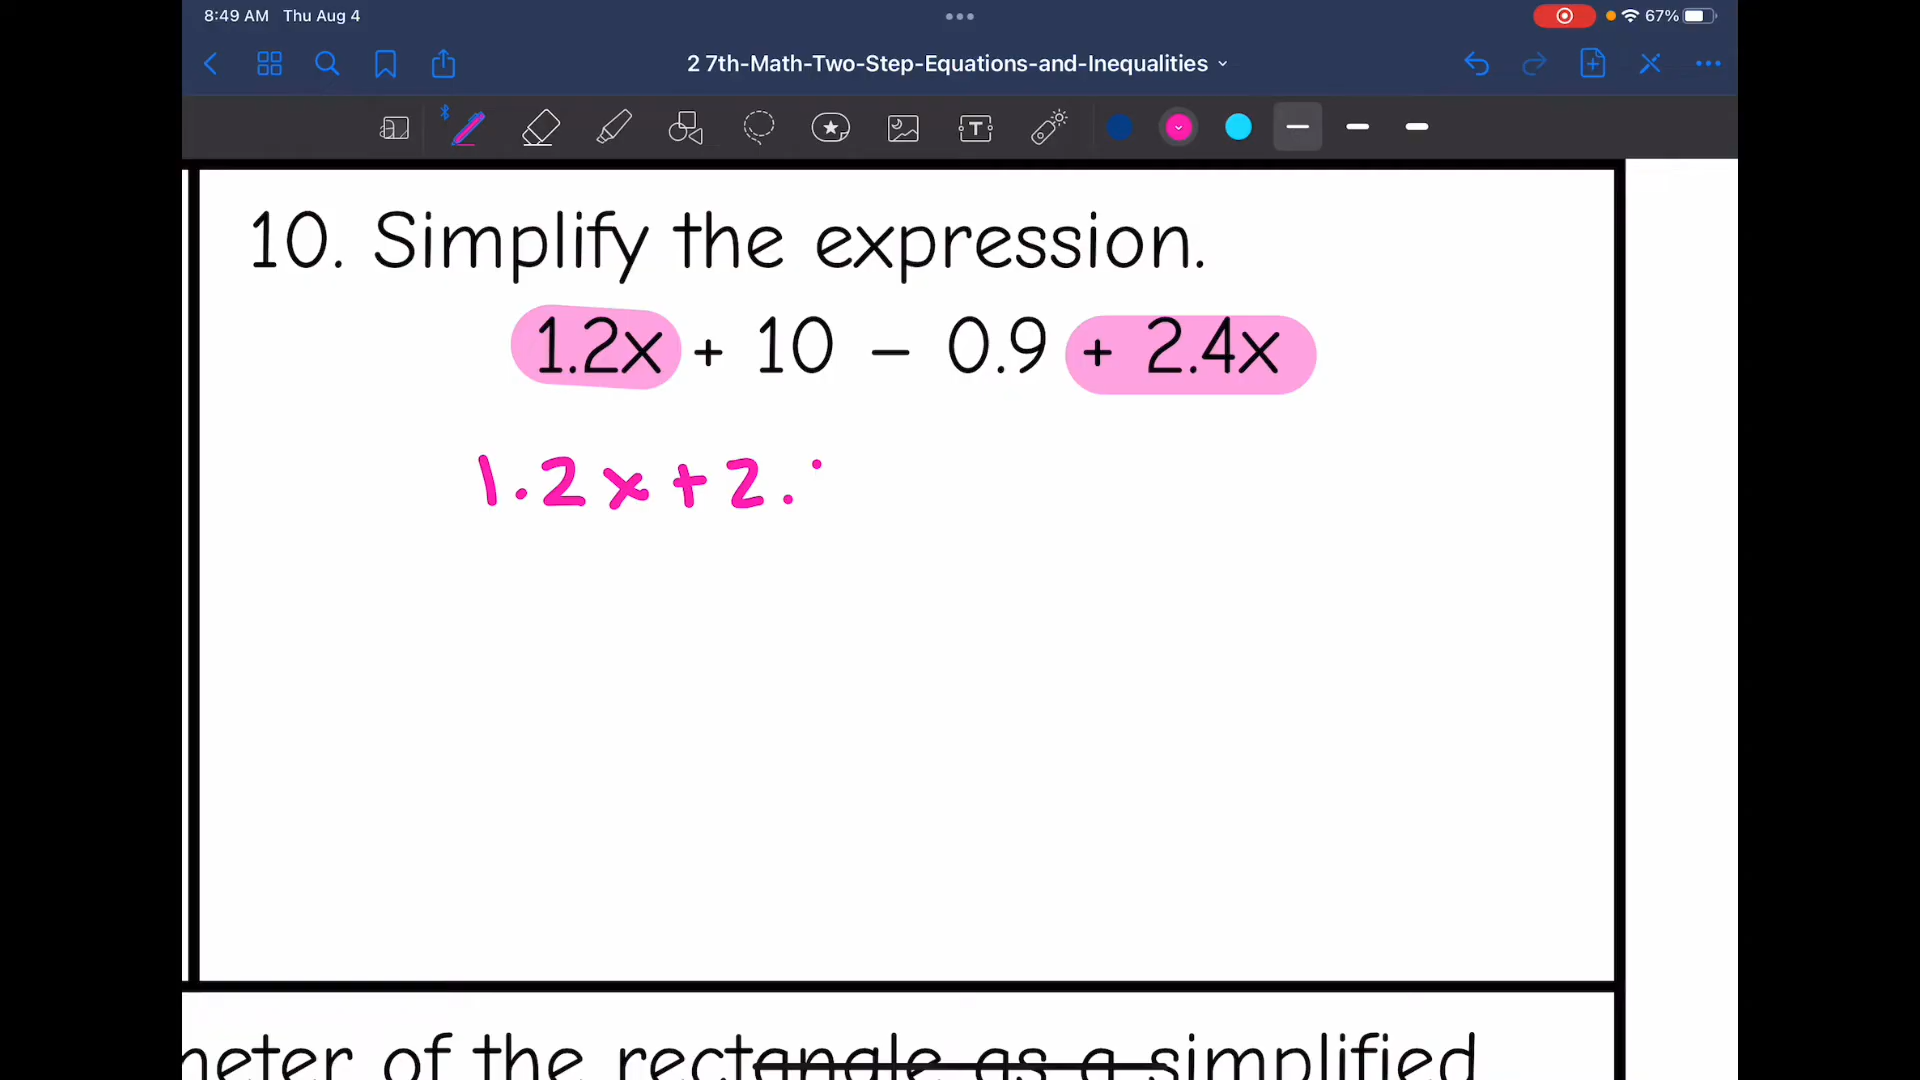 8:49 AM Thu Aug 4
67%
2 7th-Math-Two-Step-Equations-and-Inequalities
10. Simplify the expression.
1.2x + 10 – 0.9 + 2.4x
1.2x+2.
of the rectangle as a simplified